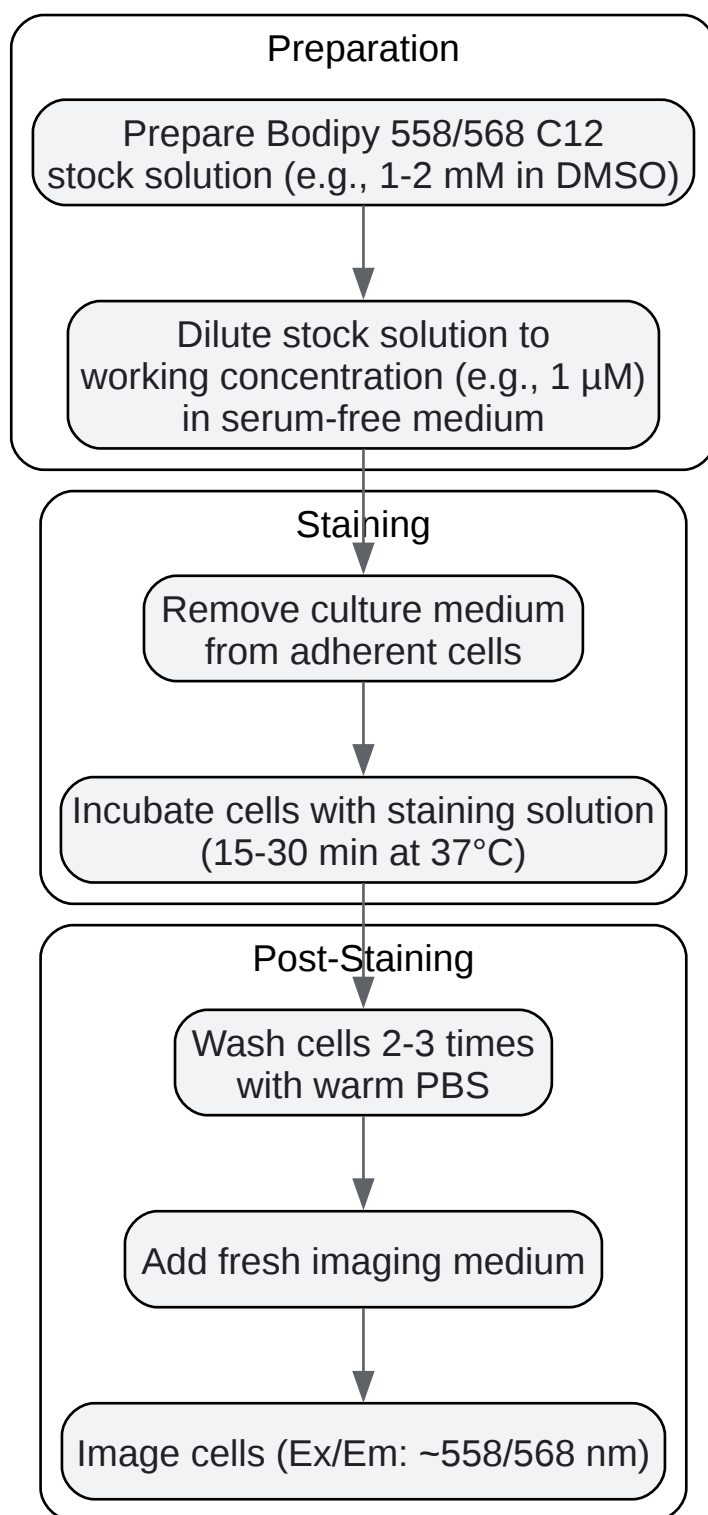 Preparation
Prepare Bodipy 558/568 C12
stock solution (e.g., 1-2 mM in DMSO)
Dilute stock solution to
working concentration (e.g., 1 µM)
in serum-free medium
Staining
Remove culture medium
from adherent cells
Incubate cells with staining solution
(15-30 min at 37°C)
Post-Staining
Wash cells 2-3 times
with warm PBS
Add fresh imaging medium
Image cells (Ex/Em: ~558/568 nm)